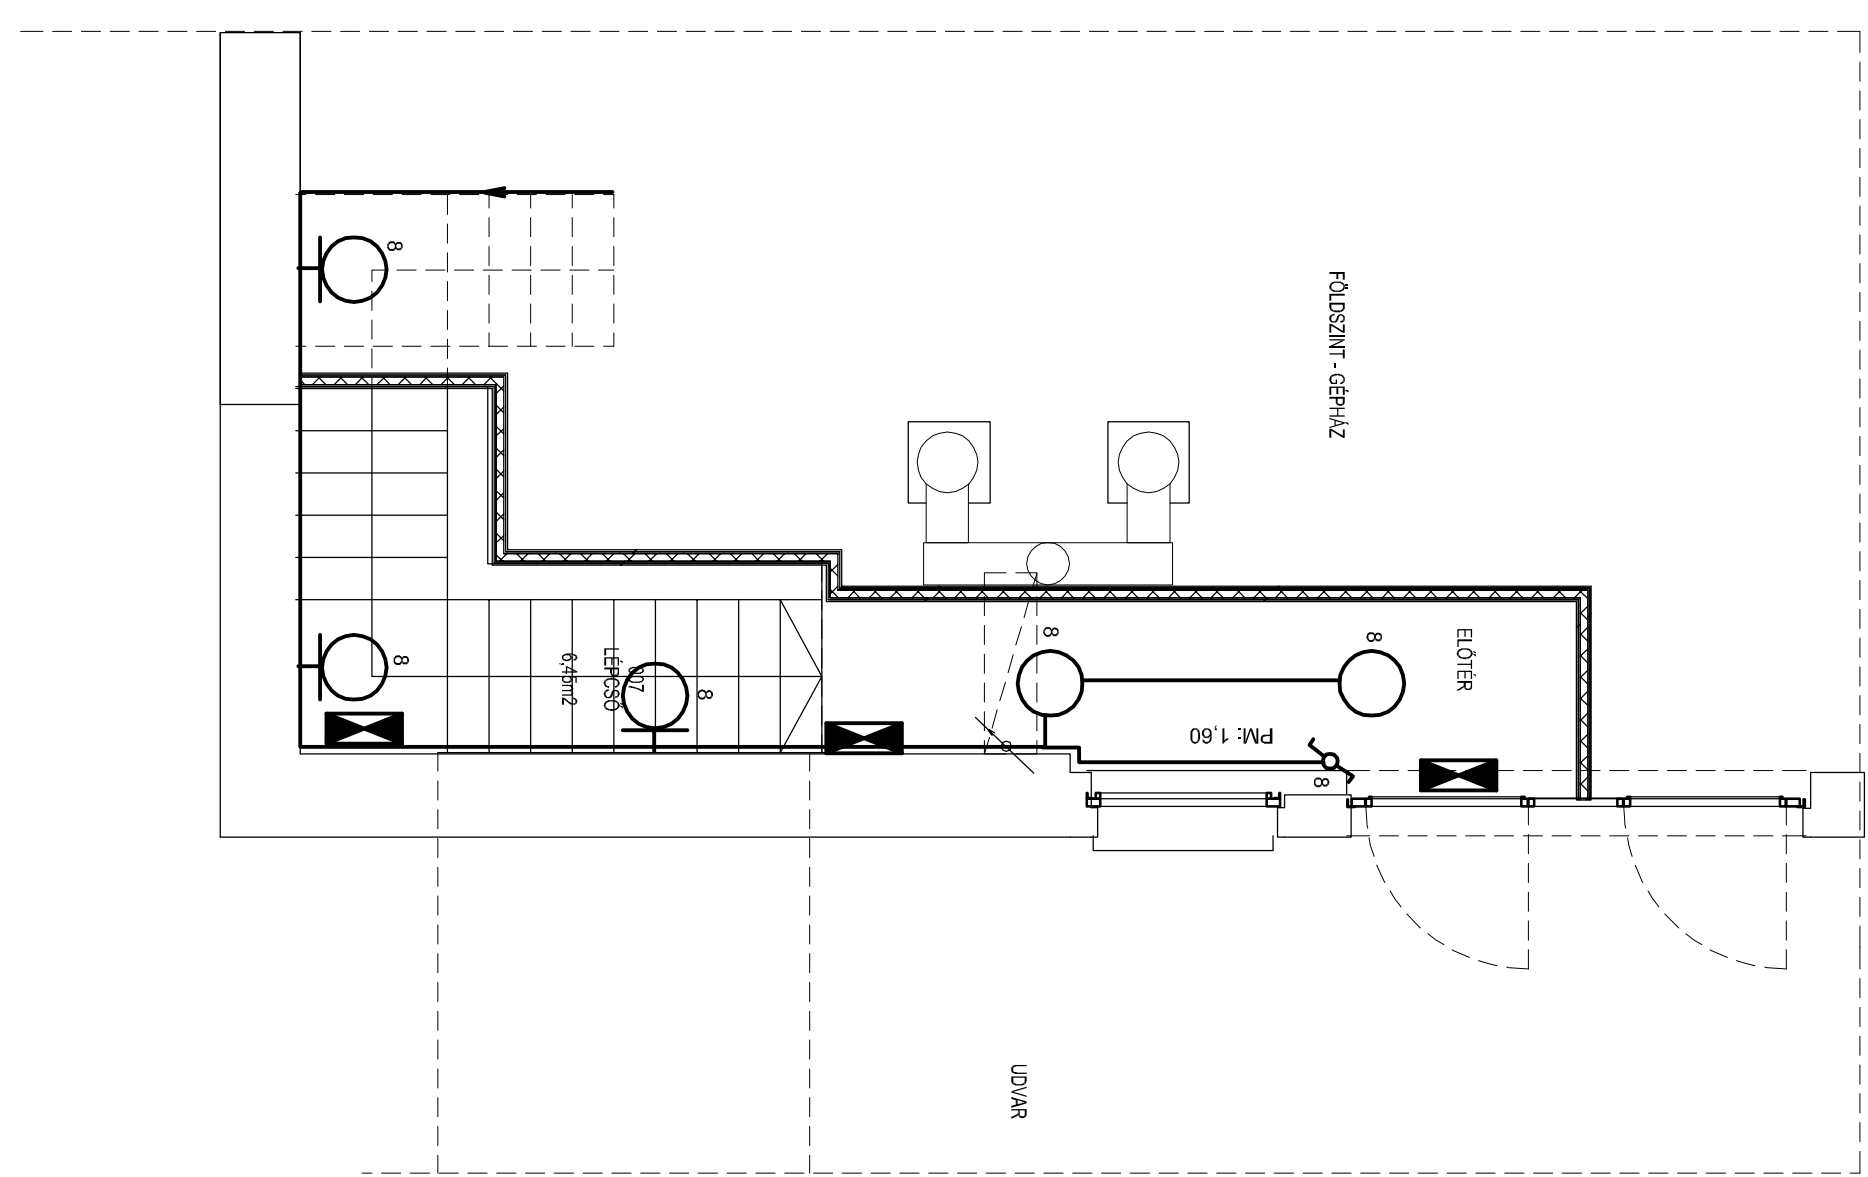 FÖLDSZINT - GÉPHÁZ
8
8
8
8
8
8
ELŐTÉR
007
LÉPCSŐ
6,45m2
PM: 1,60
UDVAR